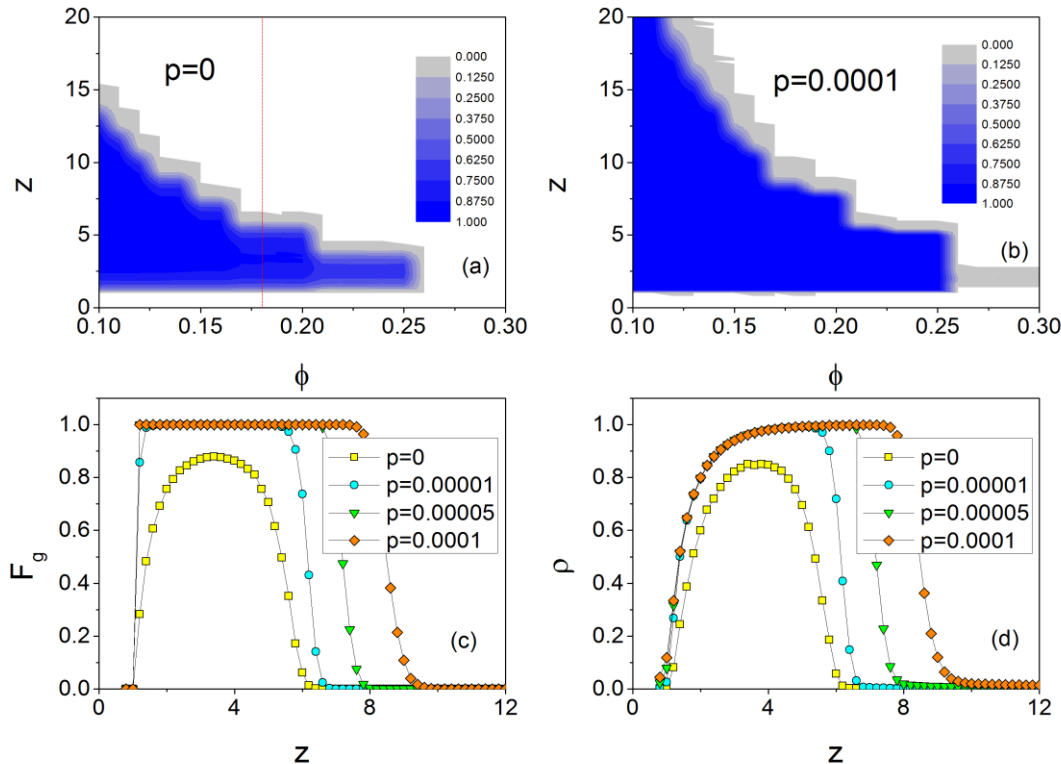 20
15
10
5
0
z
p=0
0.000
0.1250
0.2500
0.3750
0.5000
0.6250
0.7500
0.8750
1.000
(a)
0.10 0.15 0.20 0.25 0.30
ϕ
20
15
10
5
0
z
p=0.0001
0.000
0.1250
0.2500
0.3750
0.5000
0.6250
0.7500
0.8750
1.000
(b)
0.10 0.15 0.20 0.25 0.30
ϕ
1.0
0.8
0.6
0.4
0.2
0.0
F_g
p=0
p=0.00001
p=0.00005
p=0.0001
(c)
0 4 8 12
z
1.0
0.8
0.6
0.4
0.2
0.0
ρ
p=0
p=0.00001
p=0.00005
p=0.0001
(d)
0 4 8 12
z